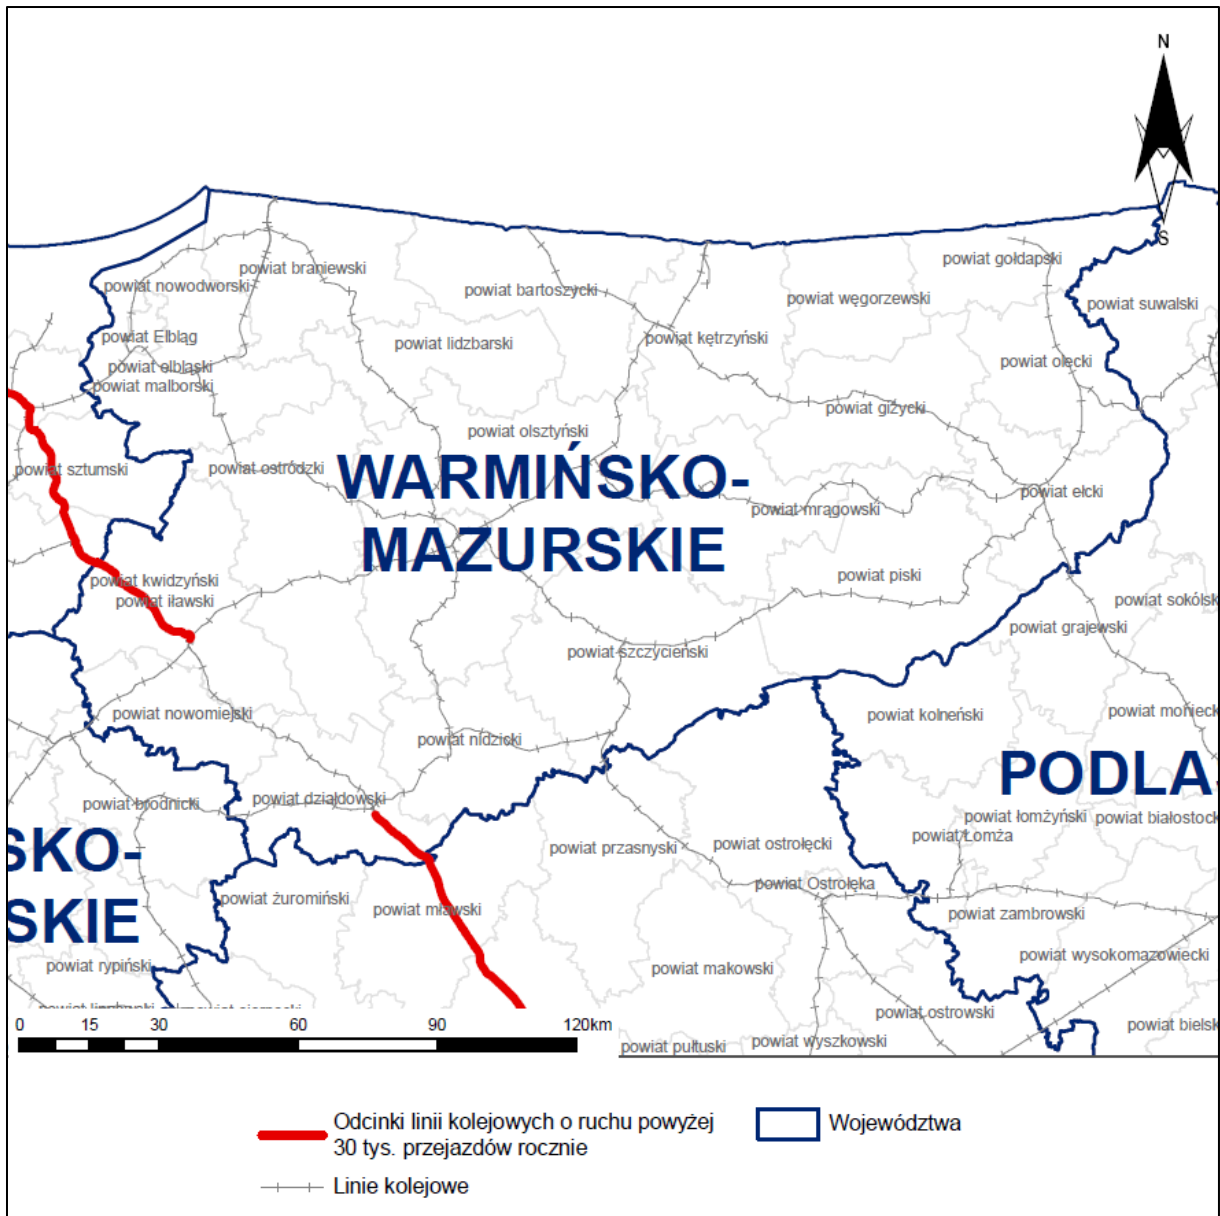 N
S
powiat braniewski
powiat gołdapski
powiat nowodworski
powiat bartoszycki
powiat węgorzewski
powiat suwalski
powiat Elbląg
powiat lidzbarski
powiat kętrzyński
powiat elbląski
powiat olecki
powiat malborski
powiat giżycki
powiat olsztyński
powiat sztumski
powiat ostródzki
WARMIŃSKO-
MAZURSKIE
powiat ełcki
powiat mrągowski
powiat kwidzyński
powiat piski
powiat iławski
powiat sokólsk
powiat grajewski
powiat szczycieński
powiat nowomiejski
powiat kolneński
powiat monieck
powiat nidzicki
PODLA
powiat brodnicki
powiat działdowski
powiat łomżyński
powiat białostock
SKO-
SKIE
powiat przasnyski
powiat ostrołęcki
powiat Łomża
powiat Ostrołęka
powiat żuromiński
powiat mławski
powiat zambrowski
powiat rypiński
powiat makowski
powiat wysokomazowiecki
powiat ostrowski
powiat bielsk
powiat pułtuski
powiat wyszkowski
0 15 30 60 90 120km
Odcinki linii kolejowych o ruchu powyżej
30 tys. przejazdów rocznie
Województwa
Linie kolejowe